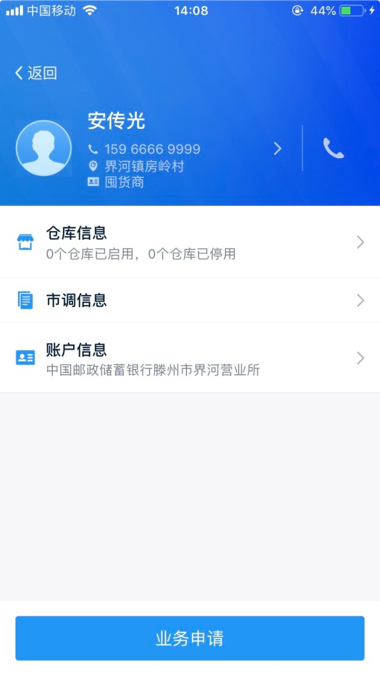 中国移动
14:08
44%
返回
安传光
159 6666 9999
界河镇房岭村
囤货商
仓库信息
0个仓库已启用，0个仓库已停用
市调信息
账户信息
中国邮政储蓄银行滕州市界河营业所
业务申请